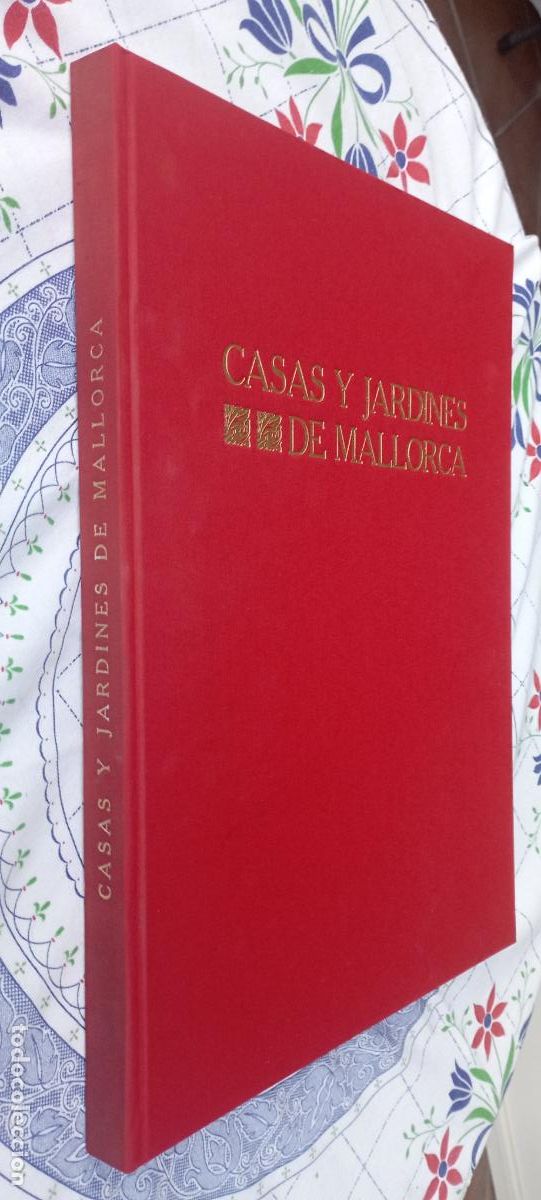 CASAS Y JARDINES
DE MALLORCA
CASAS Y JARDINES DE MALLORCA
todocoleccion